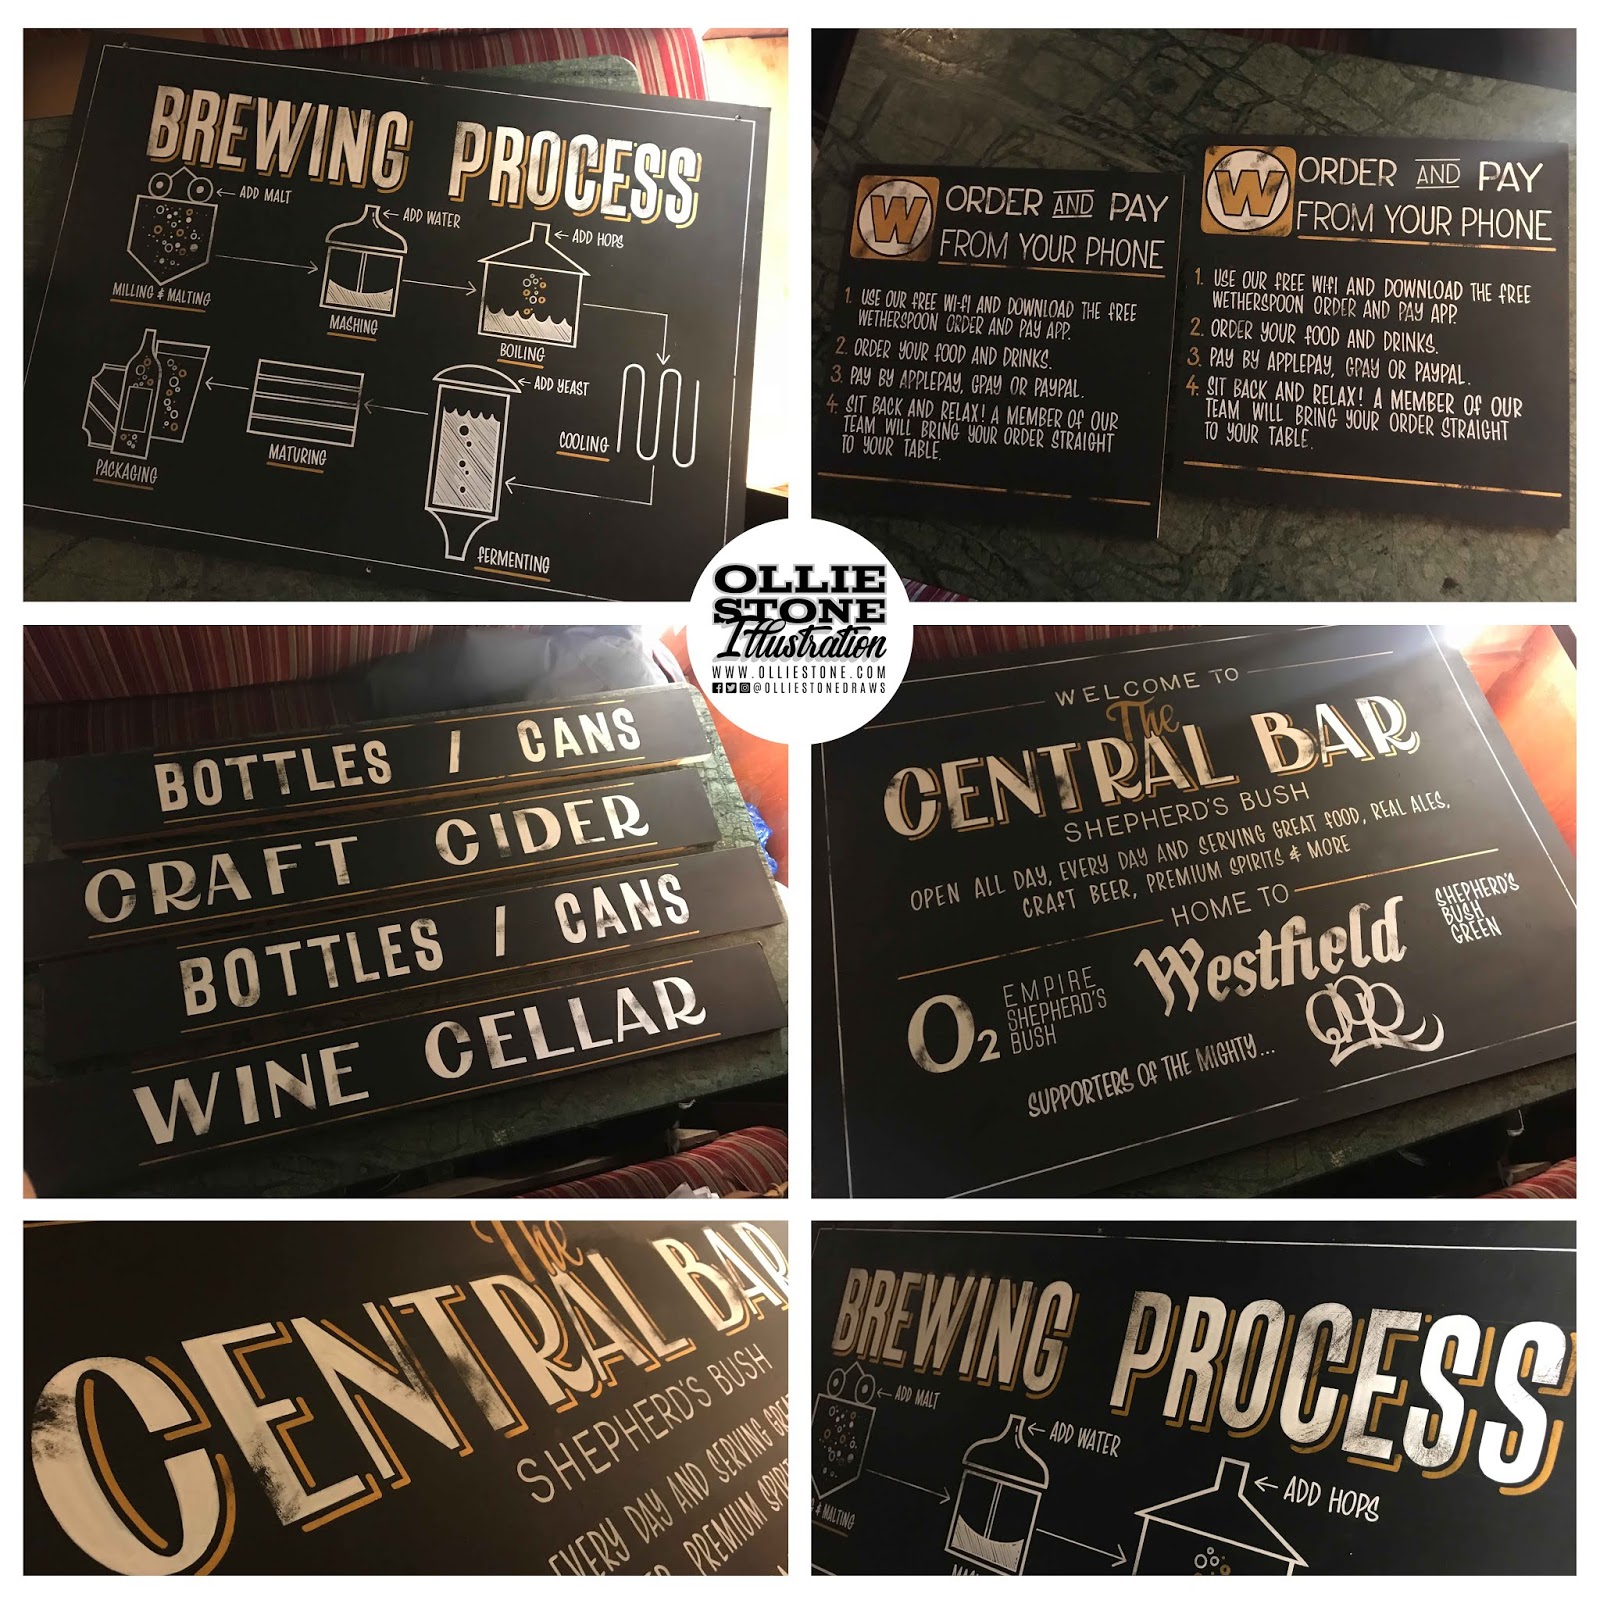 BREWING PROCESS
← ADD MALT
← ADD WATER
← ADD HOPS
MILLING & MALTING
MASHING
BOILING
← ADD YEAST
COOLING
MATURING
PACKAGING
FERMENTING
W ORDER AND PAY
FROM YOUR PHONE
1. USE OUR FREE WI-FI AND DOWNLOAD THE FREE
WETHERSPOON ORDER AND PAY APP.
2. ORDER YOUR FOOD AND DRINKS.
3. PAY BY APPLEPAY, GPAY OR PAYPAL.
4. SIT BACK AND RELAX! A MEMBER OF OUR
TEAM WILL BRING YOUR ORDER STRAIGHT
TO YOUR TABLE.
W ORDER AND PAY
FROM YOUR PHONE
1. USE OUR FREE WIFI AND DOWNLOAD THE FREE
WETHERSPOON ORDER AND PAY APP.
2. ORDER YOUR FOOD AND DRINKS.
3. PAY BY APPLEPAY, GPAY OR PAYPAL.
4. SIT BACK AND RELAX! A MEMBER OF OUR
TEAM WILL BRING YOUR ORDER STRAIGHT
TO YOUR TABLE.
OLLIE
STONE
Illustration
WWW.OLLIESTONE.COM
@OLLIESTONEDRAWS
BOTTLES / CANS
CRAFT CIDER
BOTTLES / CANS
WINE CELLAR
WELCOME TO
The
CENTRAL BAR
SHEPHERD'S BUSH
OPEN ALL DAY, EVERY DAY AND SERVING GREAT FOOD, REAL ALES,
CRAFT BEER, PREMIUM SPIRITS & MORE
HOME TO
O2 EMPIRE
SHEPHERD'S
BUSH
Westfield
SHEPHERD'S
BUSH
GREEN
SUPPORTERS OF THE MIGHTY... QPR
The
CENTRAL BAR
SHEPHERD'S BUSH
EVERY DAY AND SERVING GREAT
PREMIUM SPIRIT
BREWING PROCESS
← ADD MALT
← ADD WATER
← ADD HOPS
& MALTING